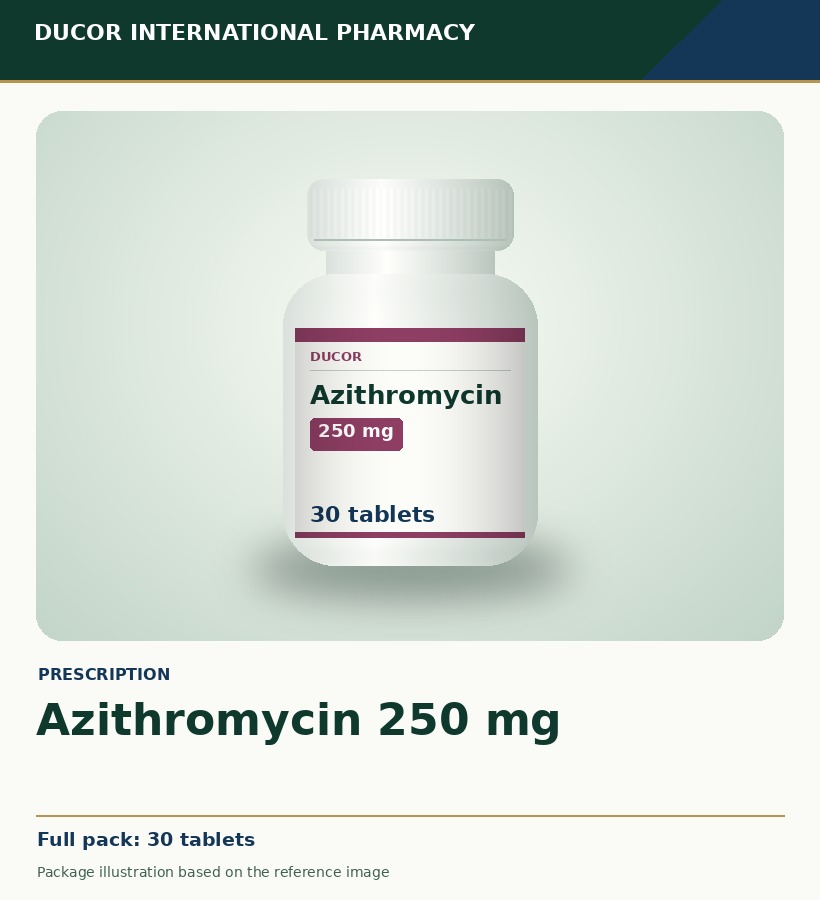 DUCOR INTERNATIONAL PHARMACY
DUCOR
Azithromycin
250 mg
30 tablets
PRESCRIPTION
Azithromycin 250 mg
Full pack: 30 tablets
Package illustration based on the reference image